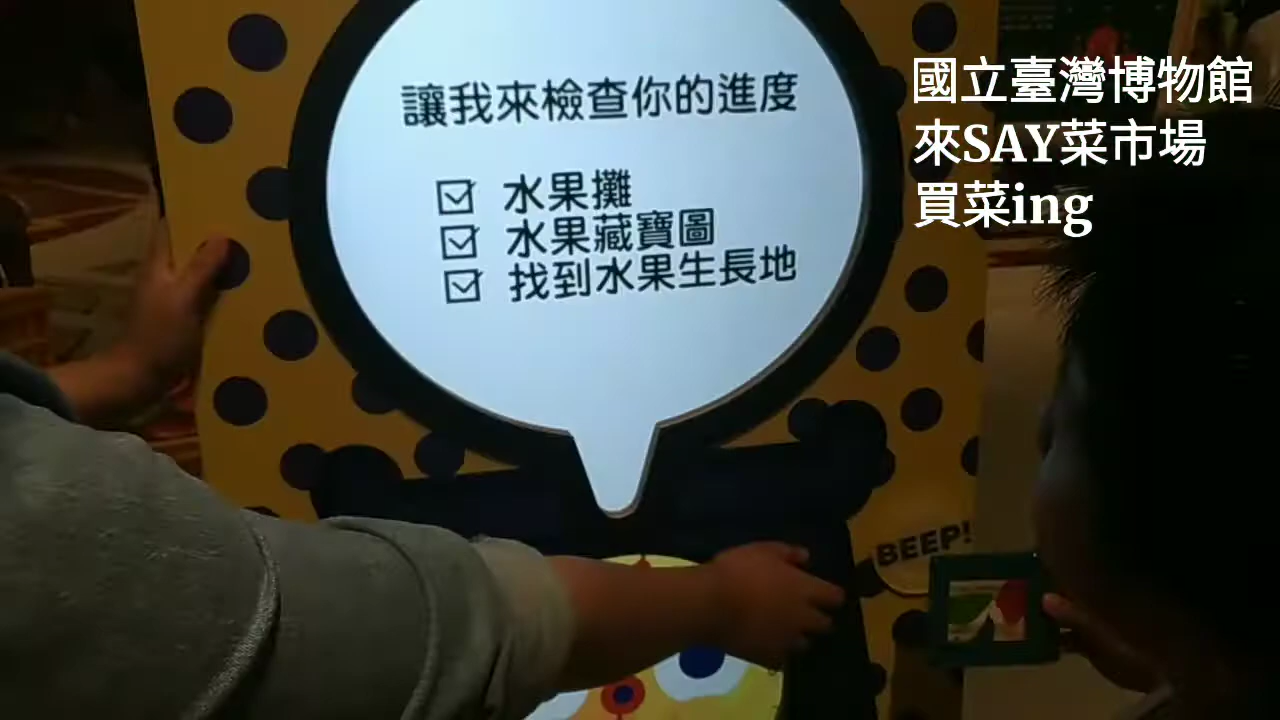 讓我來檢查你的進度
水果攤
水果藏寶圖
找到水果生長地
國立臺灣博物館
來SAY菜市場
買菜ing
BEEP!